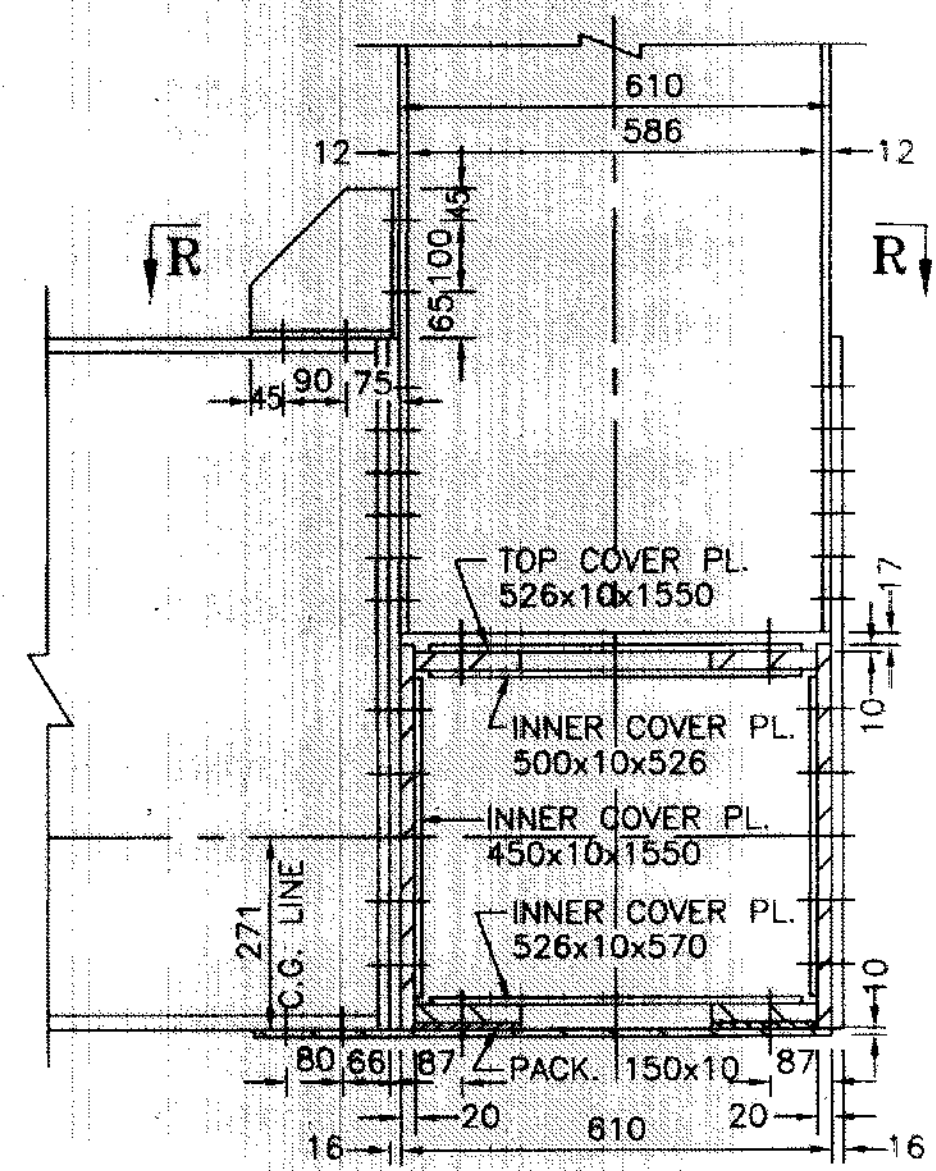 610
586
12
12
45
R
R
100
65
45
90
75
TOP COVER PL.
526x10x1550
17
10
INNER COVER PL.
500x10x526
INNER COVER PL.
450x10x1550
271
C.G. LINE
INNER COVER PL.
526x10x570
10
80
66
87
PACK. 150x10
87
20
20
16
610
16